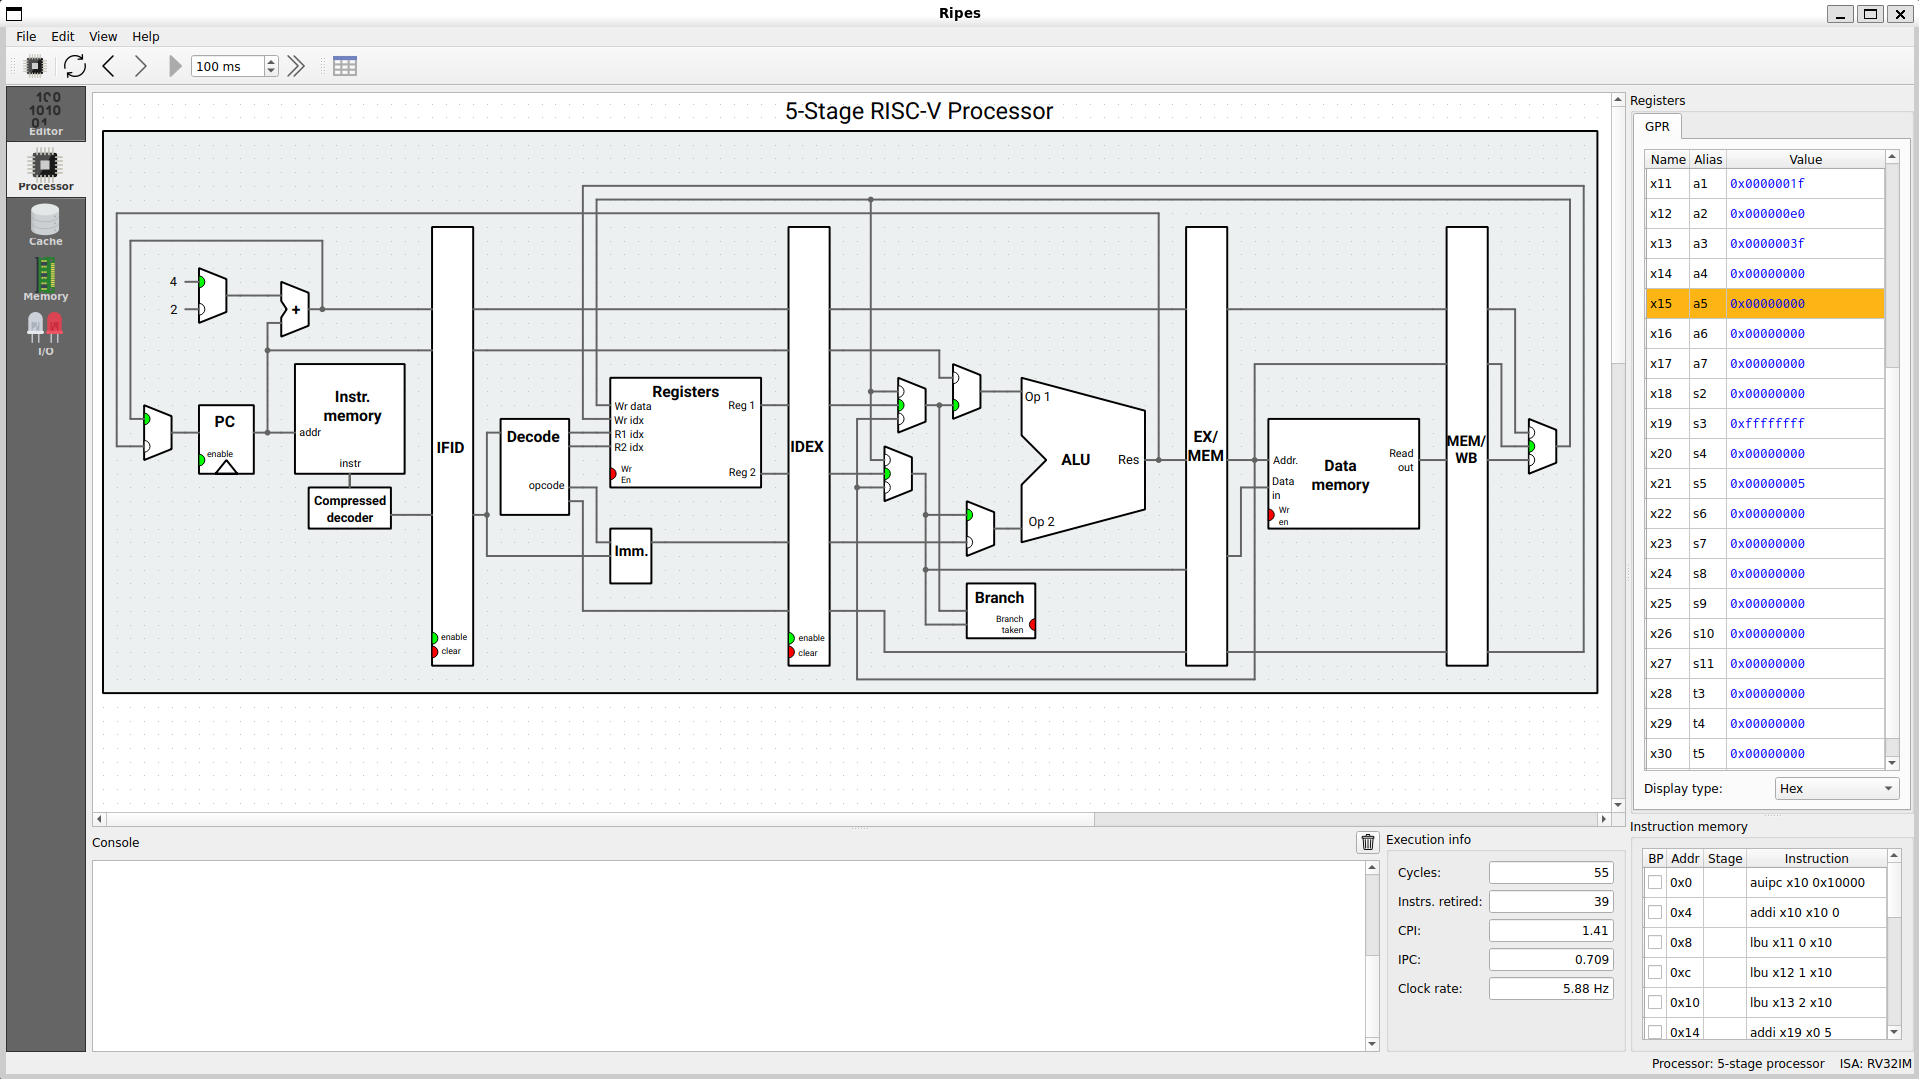 Ripes
File Edit View Help
100 ms
Editor
Processor
Cache
Memory
I/O
5-Stage RISC-V Processor
4
2
+
PC
enable
Instr. memory
addr
instr
Compressed decoder
IFID
enable
clear
Decode
opcode
Registers
Wr data
Wr idx
R1 idx
R2 idx
Wr En
Reg 1
Reg 2
Imm.
IDEX
enable
clear
Op 1
ALU
Res
Op 2
Branch
Branch taken
EX/
MEM
Addr.
Data in
Wr en
Data memory
Read out
MEM/
WB
Registers
GPR
Name Alias Value
x11 a1 0x0000001f
x12 a2 0x000000e0
x13 a3 0x0000003f
x14 a4 0x00000000
x15 a5 0x00000000
x16 a6 0x00000000
x17 a7 0x00000000
x18 s2 0x00000000
x19 s3 0xffffffff
x20 s4 0x00000000
x21 s5 0x00000005
x22 s6 0x00000000
x23 s7 0x00000000
x24 s8 0x00000000
x25 s9 0x00000000
x26 s10 0x00000000
x27 s11 0x00000000
x28 t3 0x00000000
x29 t4 0x00000000
x30 t5 0x00000000
Display type: Hex
Console
Execution info
Cycles: 55
Instrs. retired: 39
CPI: 1.41
IPC: 0.709
Clock rate: 5.88 Hz
Instruction memory
BP Addr Stage Instruction
0x0 auipc x10 0x10000
0x4 addi x10 x10 0
0x8 lbu x11 0 x10
0xc lbu x12 1 x10
0x10 lbu x13 2 x10
0x14 addi x19 x0 5
Processor: 5-stage processor ISA: RV32IM